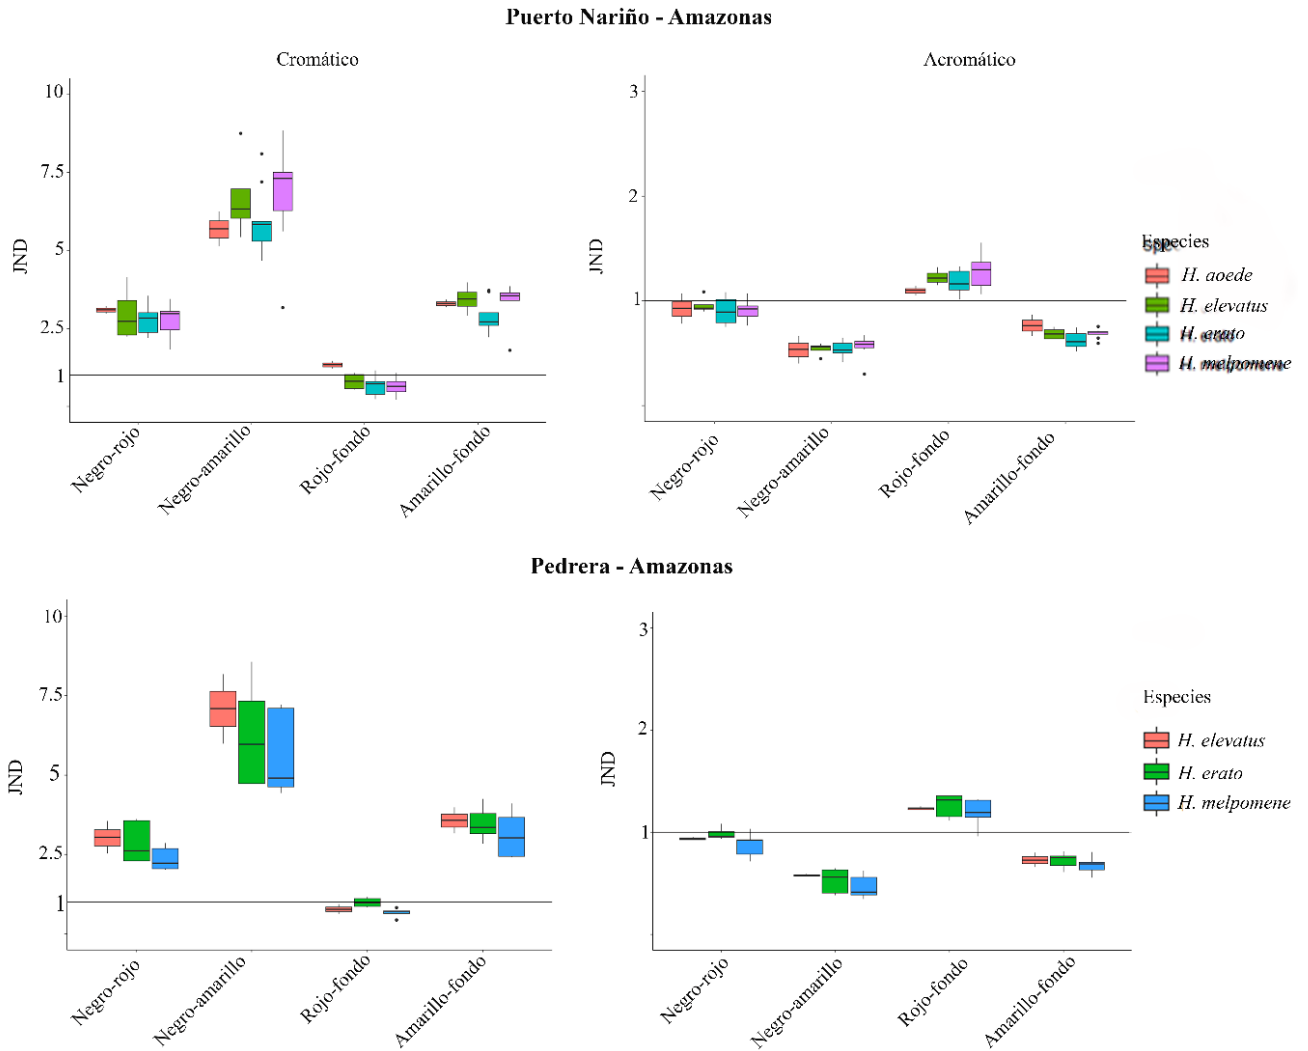 Puerto Nariño - Amazonas
Cromático
Acromático
10
7.5
5
2.5
1
JND
Negro-rojo
Negro-amarillo
Rojo-fondo
Amarillo-fondo
3
2
1
JND
Negro-rojo
Negro-amarillo
Rojo-fondo
Amarillo-fondo
Especies
H. aoede
H. elevatus
H. erato
H. melpomene
Pedrera - Amazonas
10
7.5
5
2.5
1
JND
Negro-rojo
Negro-amarillo
Rojo-fondo
Amarillo-fondo
3
2
1
JND
Negro-rojo
Negro-amarillo
Rojo-fondo
Amarillo-fondo
Especies
H. elevatus
H. erato
H. melpomene